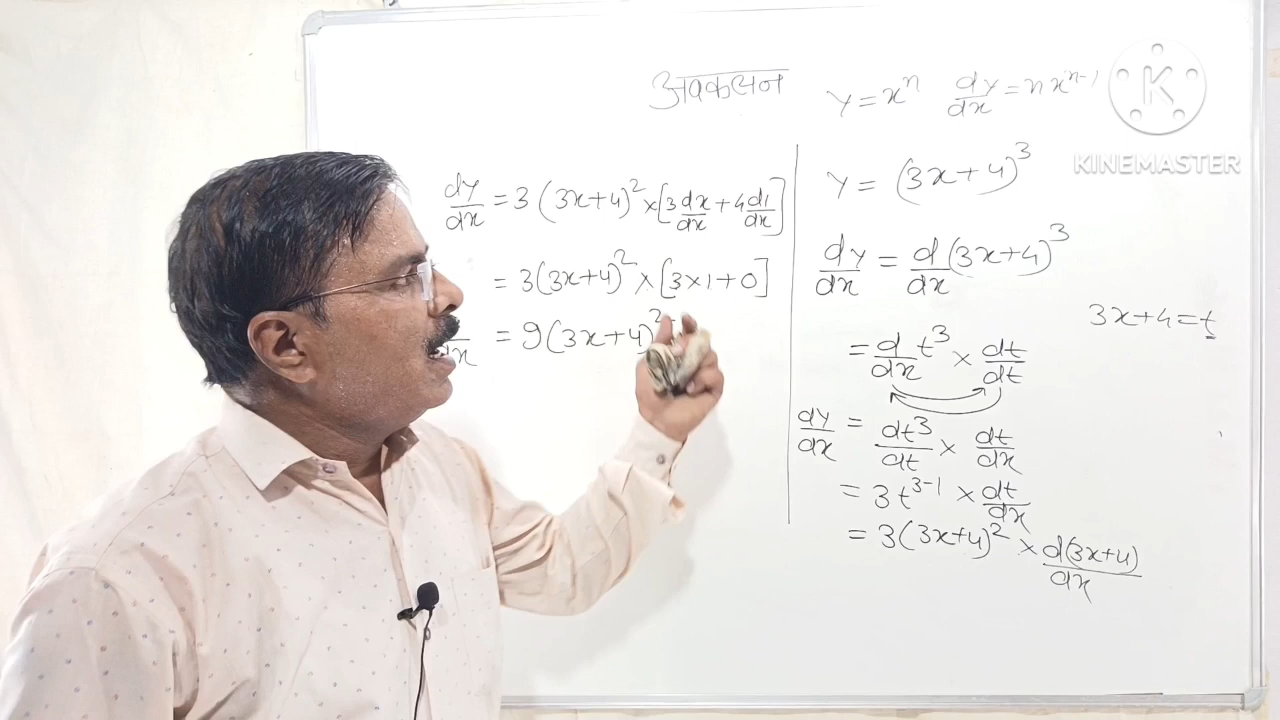 अवकलन
y = xⁿ dy/dx = n xⁿ⁻¹
y = (3x+4)³
dy/dx = d/dx (3x+4)³
3x+4 = t
= d/dx t³ × dt/dt
dy/dx = dt³/dt × dt/dx
= 3t³⁻¹ × dt/dx
= 3(3x+4)² × d(3x+4)/dx
dy/dx = 3(3x+4)² × [3 dx/dx + 4 d1/dx]
= 3(3x+4)² × [3×1+0]
= 9(3x+4)²
K
KINEMASTER